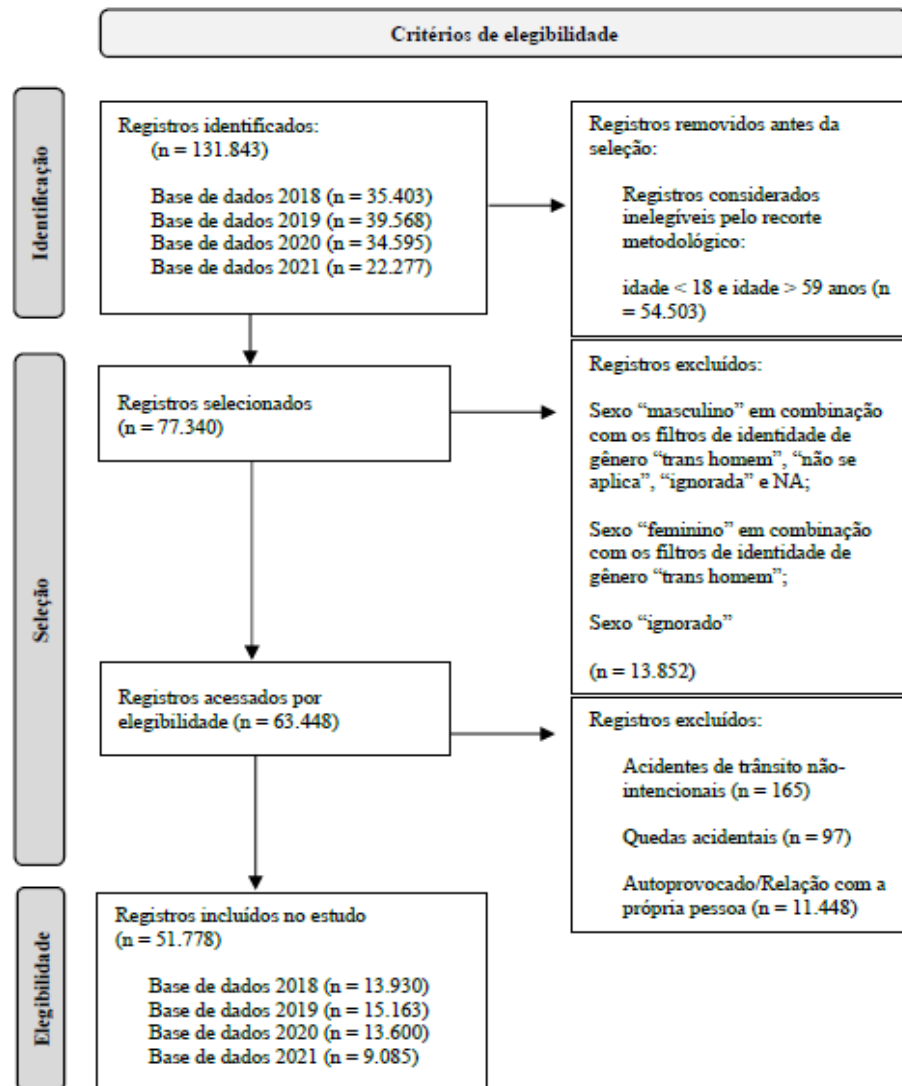 Critérios de elegibilidade
Identificação
Registros identificados:
(n = 131.843)
Base de dados 2018 (n = 35.403)
Base de dados 2019 (n = 39.568)
Base de dados 2020 (n = 34.595)
Base de dados 2021 (n = 22.277)
Registros removidos antes da
seleção:
Registros considerados
inelegíveis pelo recorte
metodológico:
idade < 18 e idade > 59 anos (n
= 54.503)
Seleção
Registros selecionados
(n = 77.340)
Registros excluídos:
Sexo “masculino” em combinação
com os filtros de identidade de
gênero “trans homem”, “não se
aplica”, “ignorada” e NA;
Sexo “feminino” em combinação
com os filtros de identidade de
gênero “trans homem”;
Sexo “ignorado”
(n = 13.852)
Registros acessados por
elegibilidade (n = 63.448)
Registros excluídos:
Acidentes de trânsito não-
intencionais (n = 165)
Quedas acidentais (n = 97)
Autoprovocado/Relação com a
própria pessoa (n = 11.448)
Elegibilidade
Registros incluídos no estudo
(n = 51.778)
Base de dados 2018 (n = 13.930)
Base de dados 2019 (n = 15.163)
Base de dados 2020 (n = 13.600)
Base de dados 2021 (n = 9.085)